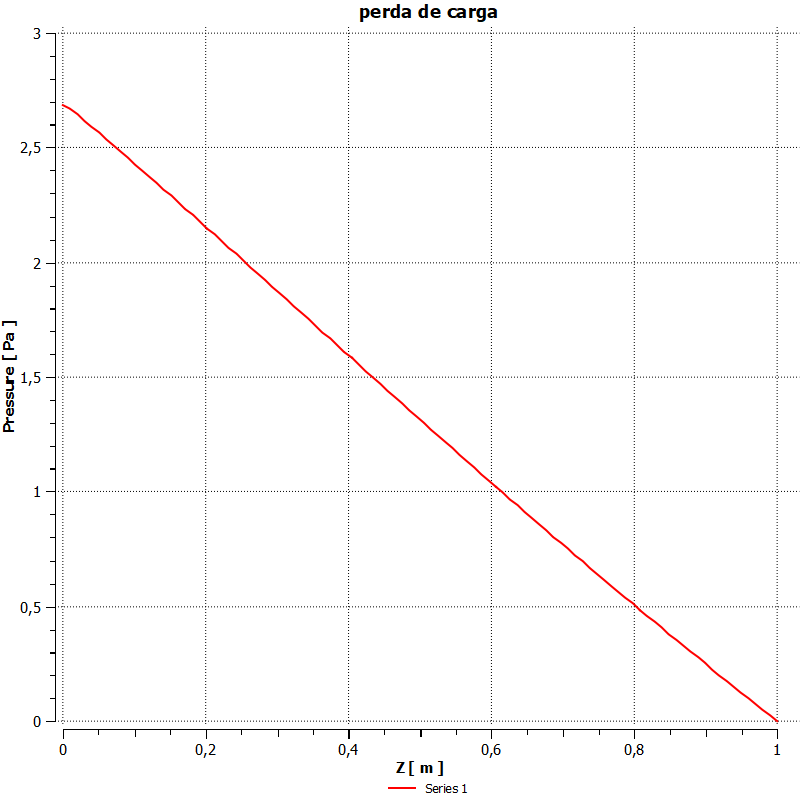 perda de carga
3
2,5
2
1,5
1
0,5
0
Pressure [ Pa ]
0 0,2 0,4 0,6 0,8 1
Z [ m ]
Series 1